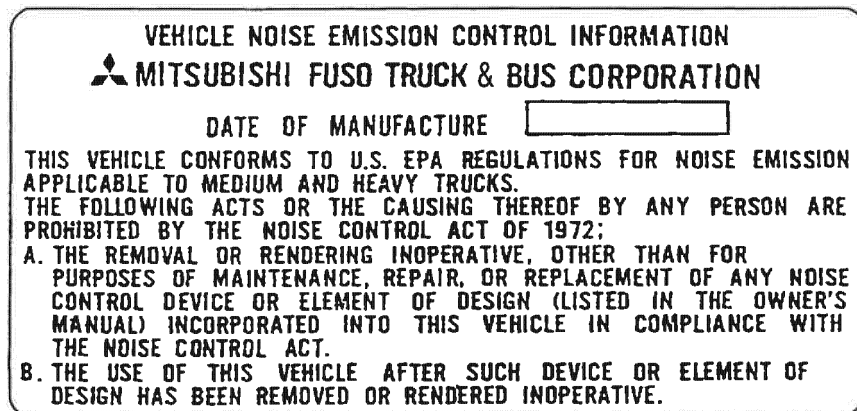 VEHICLE NOISE EMISSION CONTROL INFORMATION
MITSUBISHI FUSO TRUCK & BUS CORPORATION
DATE OF MANUFACTURE
THIS VEHICLE CONFORMS TO U.S. EPA REGULATIONS FOR NOISE EMISSION
APPLICABLE TO MEDIUM AND HEAVY TRUCKS.
THE FOLLOWING ACTS OR THE CAUSING THEREOF BY ANY PERSON ARE
PROHIBITED BY THE NOISE CONTROL ACT OF 1972:
A. THE REMOVAL OR RENDERING INOPERATIVE, OTHER THAN FOR
PURPOSES OF MAINTENANCE, REPAIR, OR REPLACEMENT OF ANY NOISE
CONTROL DEVICE OR ELEMENT OF DESIGN (LISTED IN THE OWNER'S
MANUAL) INCORPORATED INTO THIS VEHICLE IN COMPLIANCE WITH
THE NOISE CONTROL ACT.
B. THE USE OF THIS VEHICLE AFTER SUCH DEVICE OR ELEMENT OF
DESIGN HAS BEEN REMOVED OR RENDERED INOPERATIVE.